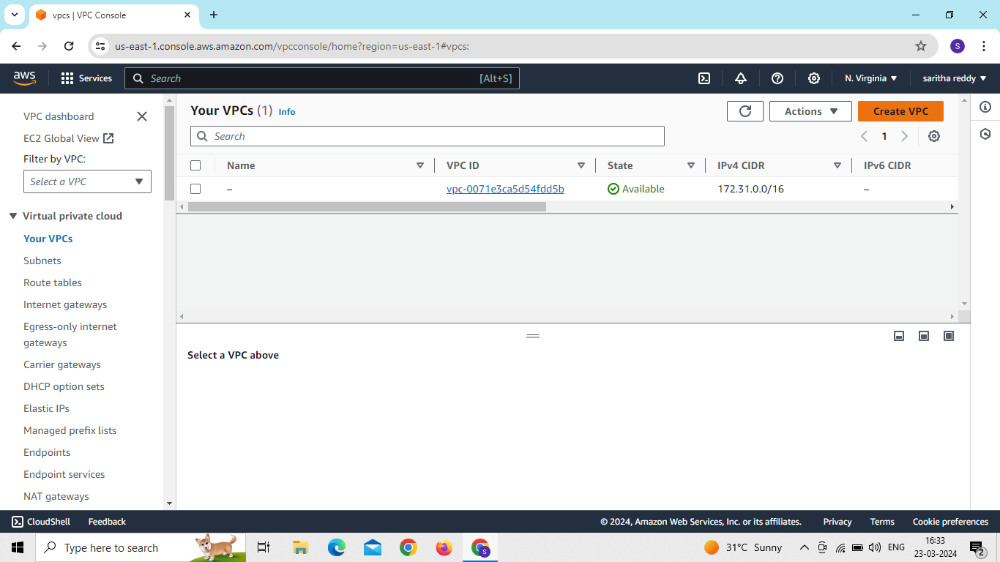 vpcs | VPC Console
us-east-1.console.aws.amazon.com/vpcconsole/home?region=us-east-1#vpcs:
S
aws
Services
Search
[Alt+S]
N. Virginia
saritha reddy
VPC dashboard
EC2 Global View
Filter by VPC:
Select a VPC
Virtual private cloud
Your VPCs
Subnets
Route tables
Internet gateways
Egress-only internet
gateways
Carrier gateways
DHCP option sets
Elastic IPs
Managed prefix lists
Endpoints
Endpoint services
NAT gateways
Your VPCs (1) Info
Actions
Create VPC
Search
1
Name VPC ID State IPv4 CIDR IPv6 CIDR
– vpc-0071e3ca5d54fdd5b Available 172.31.0.0/16 –
Select a VPC above
CloudShell Feedback © 2024, Amazon Web Services, Inc. or its affiliates. Privacy Terms Cookie preferences
Type here to search
S
31°C Sunny
ENG
16:33
23-03-2024
2